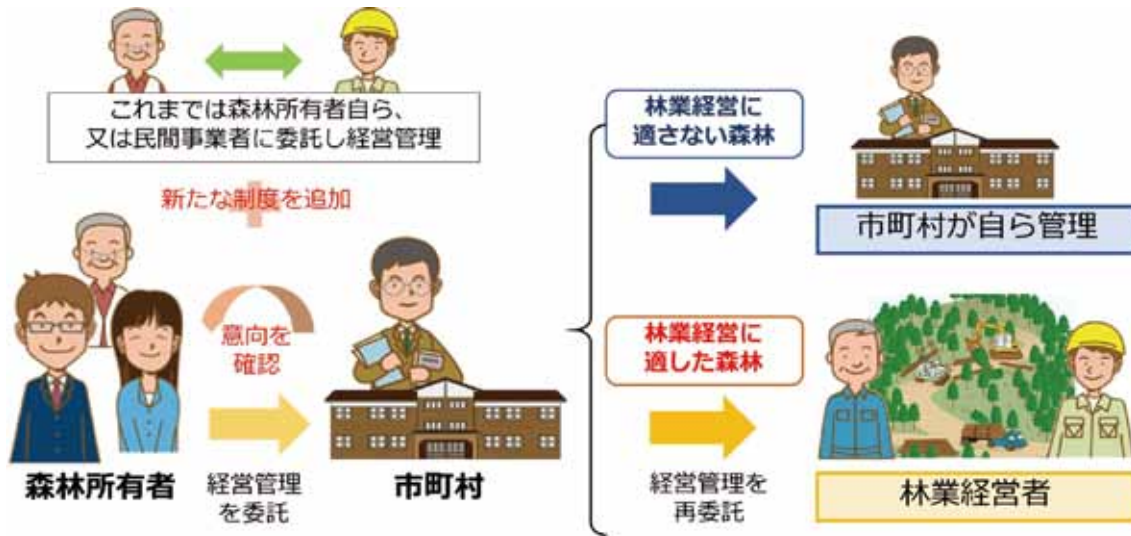 これまでは森林所有者自ら、
又は民間事業者に委託し経営管理
新たな制度を追加
意向を
確認
森林所有者
経営管理
を委託
市町村
林業経営に
適さない森林
市町村が自ら管理
林業経営に
適した森林
経営管理を
再委託
林業経営者